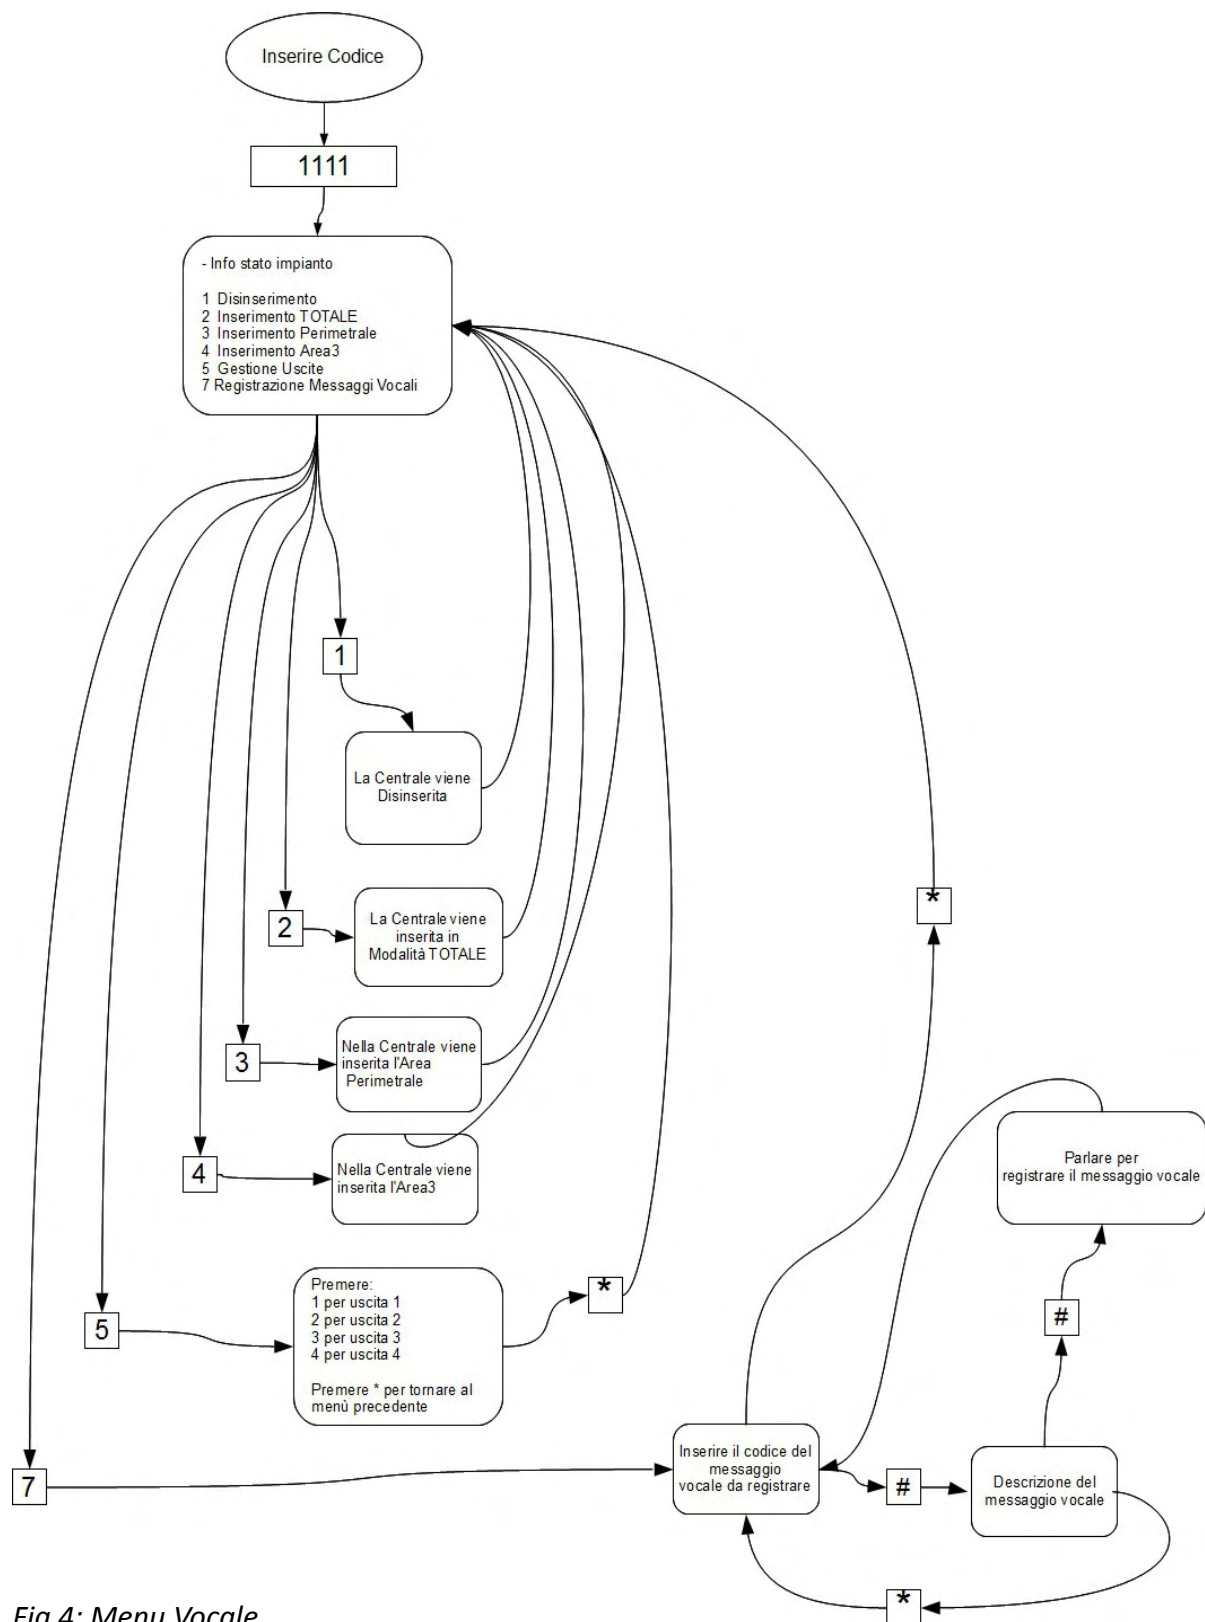 Inserire Codice
1111
- Info stato impianto
1 Disinserimento
2 Inserimento TOTALE
3 Inserimento Perimetrale
4 Inserimento Area3
5 Gestione Uscite
7 Registrazione Messaggi Vocali
1
La Centrale viene
Disinserita
2
La Centrale viene
inserita in
Modalità TOTALE
*
3
Nella Centrale viene
inserita l'Area
Perimetrale
4
Nella Centrale viene
inserita l'Area3
Parlare per
registrare il messaggio vocale
5
Premere:
1 per uscita 1
2 per uscita 2
3 per uscita 3
4 per uscita 4
Premere * per tornare al
menù precedente
*
#
7
Inserire il codice del
messaggio
vocale da registrare
#
Descrizione del
messaggio vocale
*
Fig 4: Menu Vocale